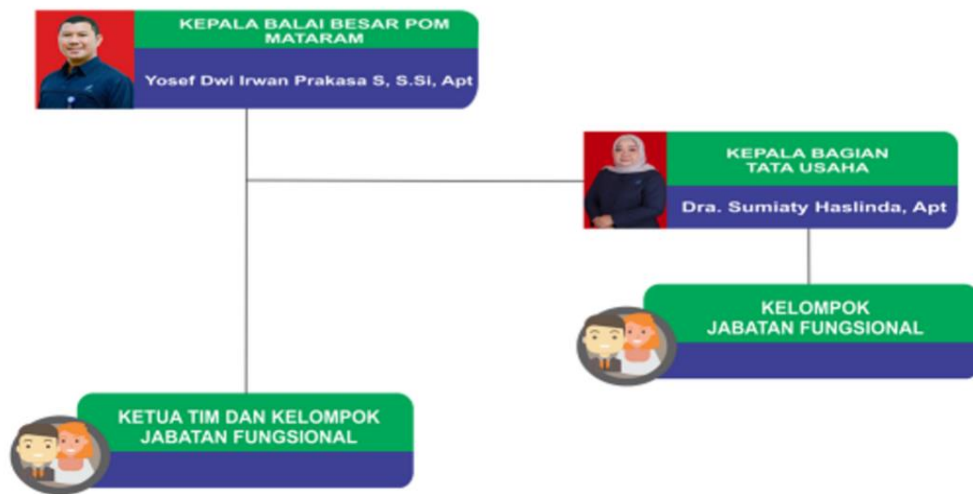 KEPALA BALAI BESAR POM
MATARAM
Yosef Dwi Irwan Prakasa S, S.Si, Apt
KEPALA BAGIAN
TATA USAHA
Dra. Sumiaty Haslinda, Apt
KELOMPOK
JABATAN FUNGSIONAL
KETUA TIM DAN KELOMPOK
JABATAN FUNGSIONAL